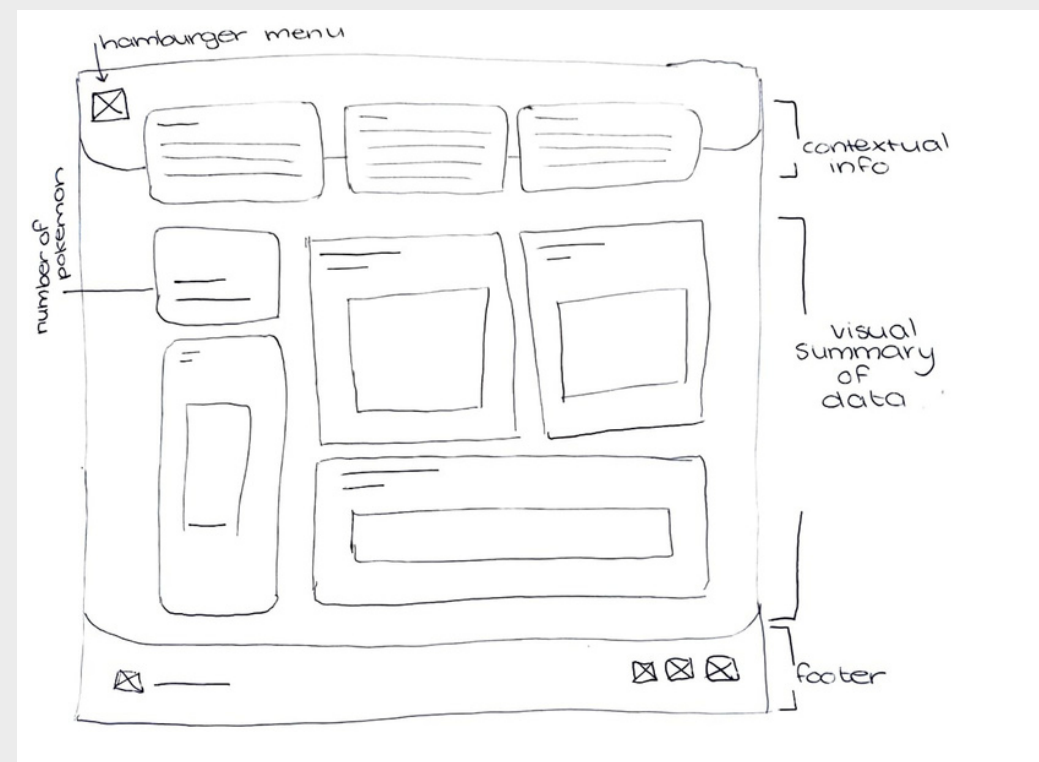 hamburger menu
contextual
info
number of
pokemon
visual
summary
of
data
footer